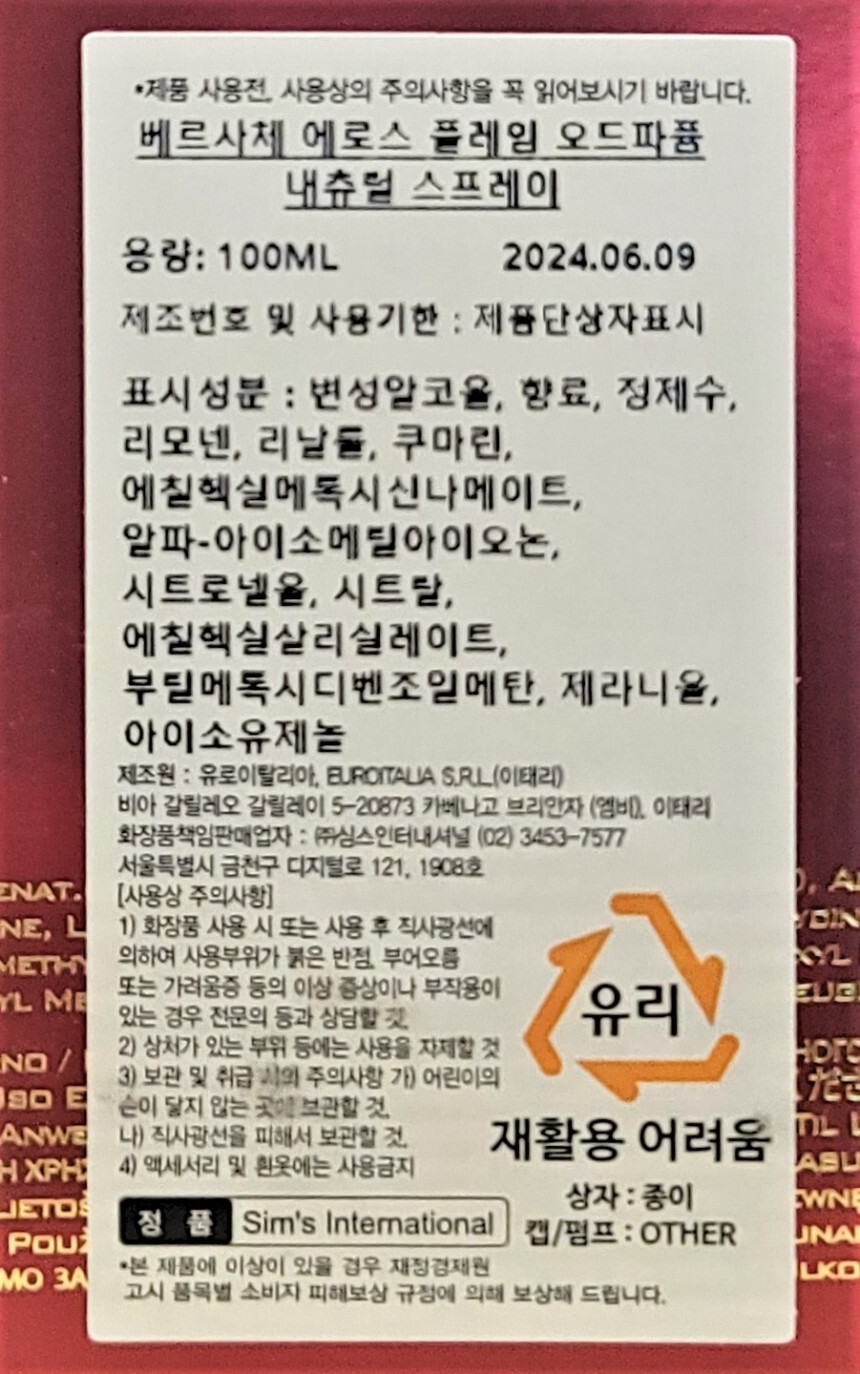 *제품 사용전, 사용상의 주의사항을 꼭 읽어보시기 바랍니다.
베르사체 에로스 플레임 오드파퓸
내츄럴 스프레이
용량: 100ML 2024.06.09
제조번호 및 사용기한 : 제품단상자표시
표시성분 : 변성알코올, 향료, 정제수,
리모넨, 리날룰, 쿠마린,
에칠헥실메톡시신나메이트,
알파-아이소메틸아이오논,
시트로넬올, 시트랄,
에칠헥실살리실레이트,
부틸메톡시디벤조일메탄, 제라니올,
아이소유제놀
제조원 : 유로이탈리아, EUROITALIA S.R.L.(이태리)
비아 갈릴레오 갈릴레이 5-20873 카베나고 브리안자 (엠비), 이태리
화장품책임판매업자 : ㈜심스인터내셔널 (02) 3453-7577
서울특별시 금천구 디지털로 121, 1908호
[사용상 주의사항]
1) 화장품 사용 시 또는 사용 후 직사광선에
의하여 사용부위가 붉은 반점, 부어오름
또는 가려움증 등의 이상 증상이나 부작용이
있는 경우 전문의 등과 상담할 것
2) 상처가 있는 부위 등에는 사용을 자제할 것
3) 보관 및 취급 시의 주의사항 가) 어린이의
손이 닿지 않는 곳에 보관할 것.
나) 직사광선을 피해서 보관할 것.
4) 액세서리 및 흰옷에는 사용금지
유리
재활용 어려움
상자 : 종이
캡/펌프 : OTHER
정 품 Sim's International
*본 제품에 이상이 있을 경우 재정경제원
고시 품목별 소비자 피해보상 규정에 의해 보상해 드립니다.
ENAT.
NE, L
METHY
YL ME
NO /
USO E
ANWE
Н ХРНΣ
UJETOŠ
POUŽ
МО ЗА